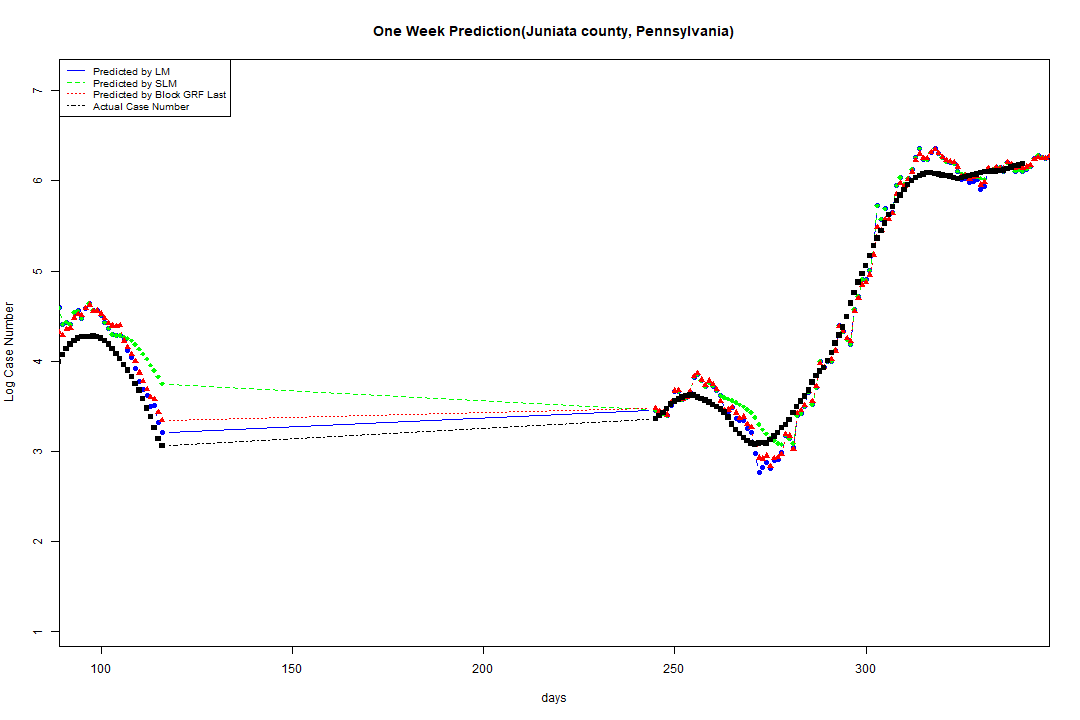 One Week Prediction(Juniata county, Pennsylvania)
Predicted by LM
Predicted by SLM
Predicted by Block GRF Last
Actual Case Number
Log Case Number
7
6
5
4
3
2
1
100 150 200 250 300
days